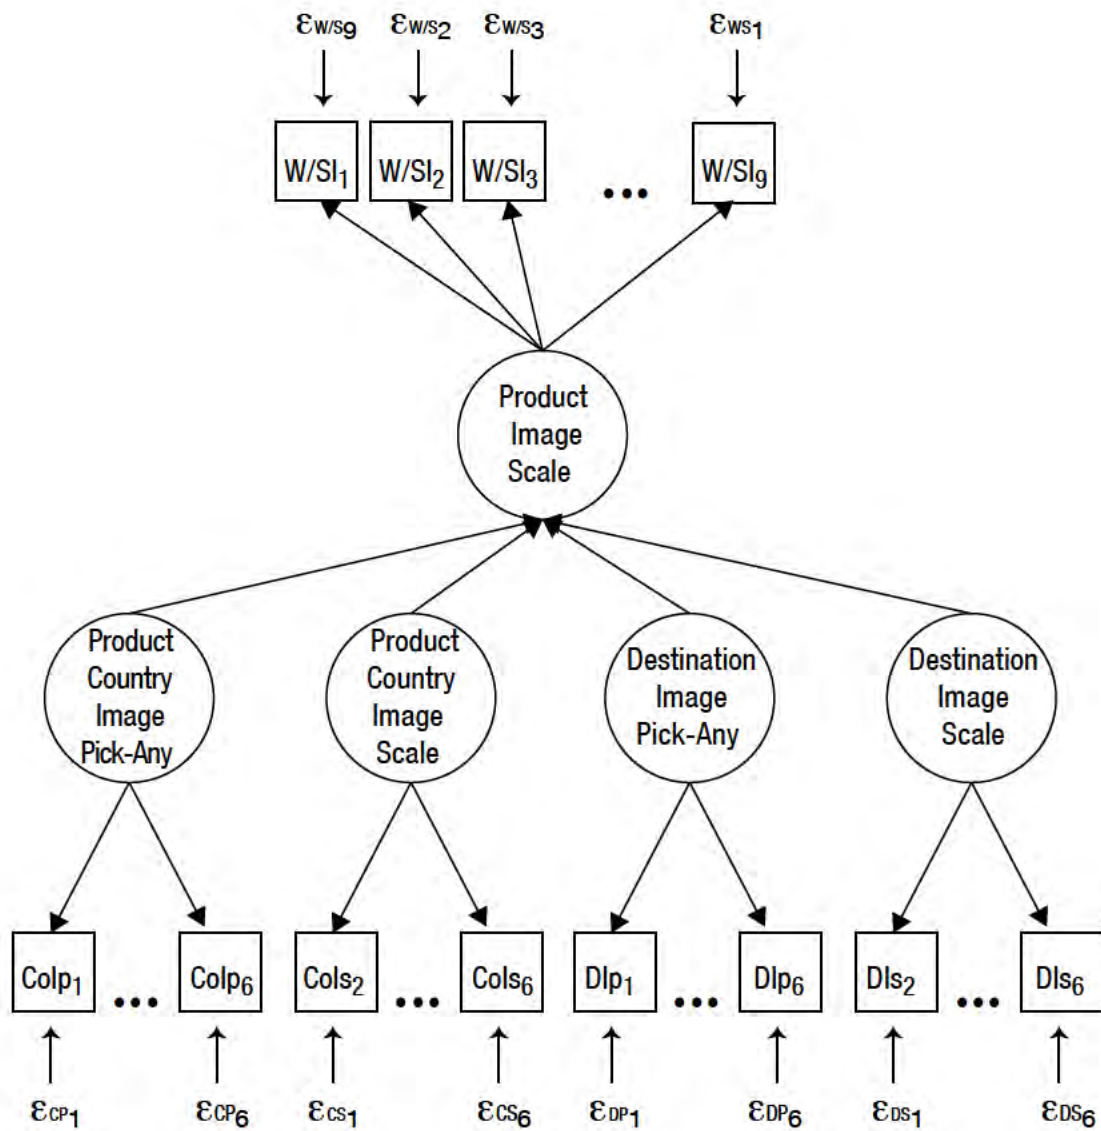 εW/S9 εW/S2 εW/S3 εWS1
W/SI1 W/SI2 W/SI3 ... W/SI9
Product
Image
Scale
Product
Country
Image
Pick-Any
Product
Country
Image
Scale
Destination
Image
Pick-Any
Destination
Image
Scale
CoIp1 ... CoIp6 CoIs2 ... CoIs6 DIp1 ... DIp6 DIs2 ... DIs6
εCP1 εCP6 εCS1 εCS6 εDP1 εDP6 εDS1 εDS6